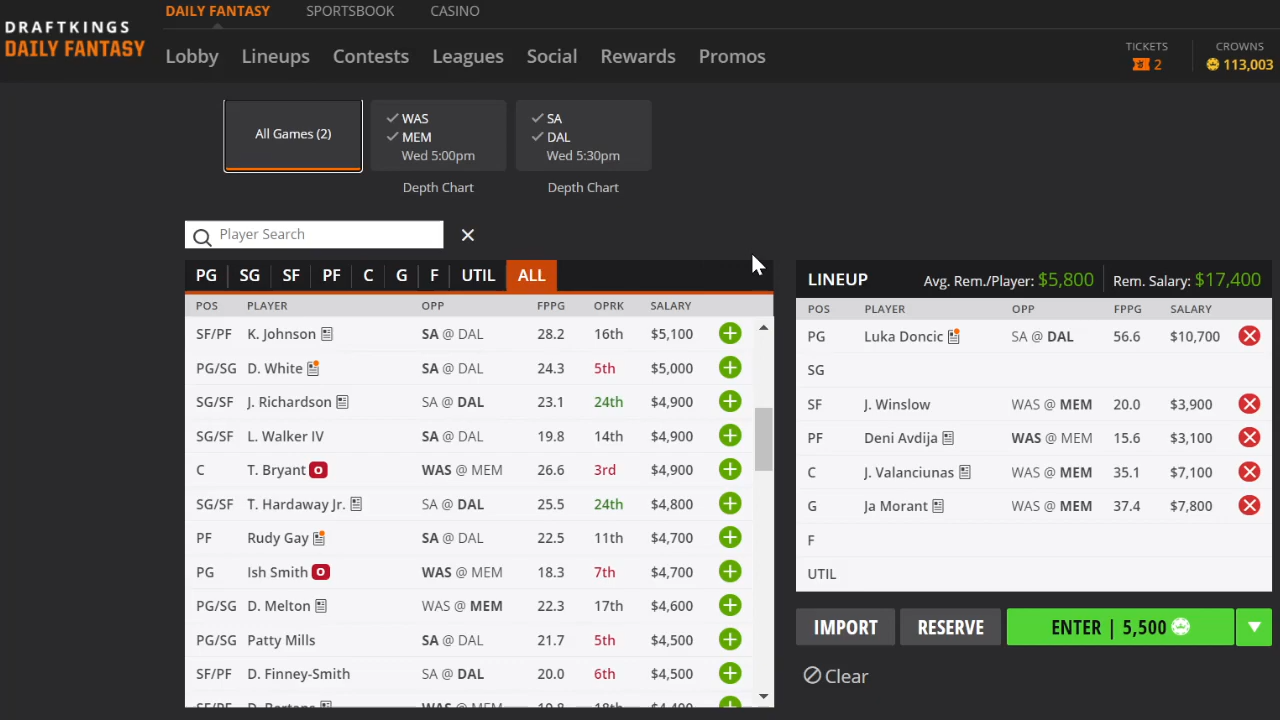 DRAFTKINGS
DAILY FANTASY
DAILY FANTASY SPORTSBOOK CASINO
Lobby Lineups Contests Leagues Social Rewards Promos
TICKETS
2
CROWNS
113,003
All Games (2)
WAS
MEM
Wed 5:00pm
Depth Chart
SA
DAL
Wed 5:30pm
Depth Chart
Player Search
PG SG SF PF C G F UTIL ALL
POS PLAYER OPP FPPG OPRK SALARY
SF/PF K. Johnson SA @ DAL 28.2 16th $5,100
PG/SG D. White SA @ DAL 24.3 5th $5,000
SG/SF J. Richardson SA @ DAL 23.1 24th $4,900
SG/SF L. Walker IV SA @ DAL 19.8 14th $4,900
C T. Bryant O WAS @ MEM 26.6 3rd $4,900
SG/SF T. Hardaway Jr. SA @ DAL 25.5 24th $4,800
PF Rudy Gay SA @ DAL 22.5 11th $4,700
PG Ish Smith O WAS @ MEM 18.3 7th $4,700
PG/SG D. Melton WAS @ MEM 22.3 17th $4,600
PG/SG Patty Mills SA @ DAL 21.7 5th $4,500
SF/PF D. Finney-Smith SA @ DAL 20.0 6th $4,500
LINEUP Avg. Rem./Player: $5,800 Rem. Salary: $17,400
POS PLAYER OPP FPPG SALARY
PG Luka Doncic SA @ DAL 56.6 $10,700
SG
SF J. Winslow WAS @ MEM 20.0 $3,900
PF Deni Avdija WAS @ MEM 15.6 $3,100
C J. Valanciunas WAS @ MEM 35.1 $7,100
G Ja Morant WAS @ MEM 37.4 $7,800
F
UTIL
IMPORT RESERVE ENTER | 5,500
Clear